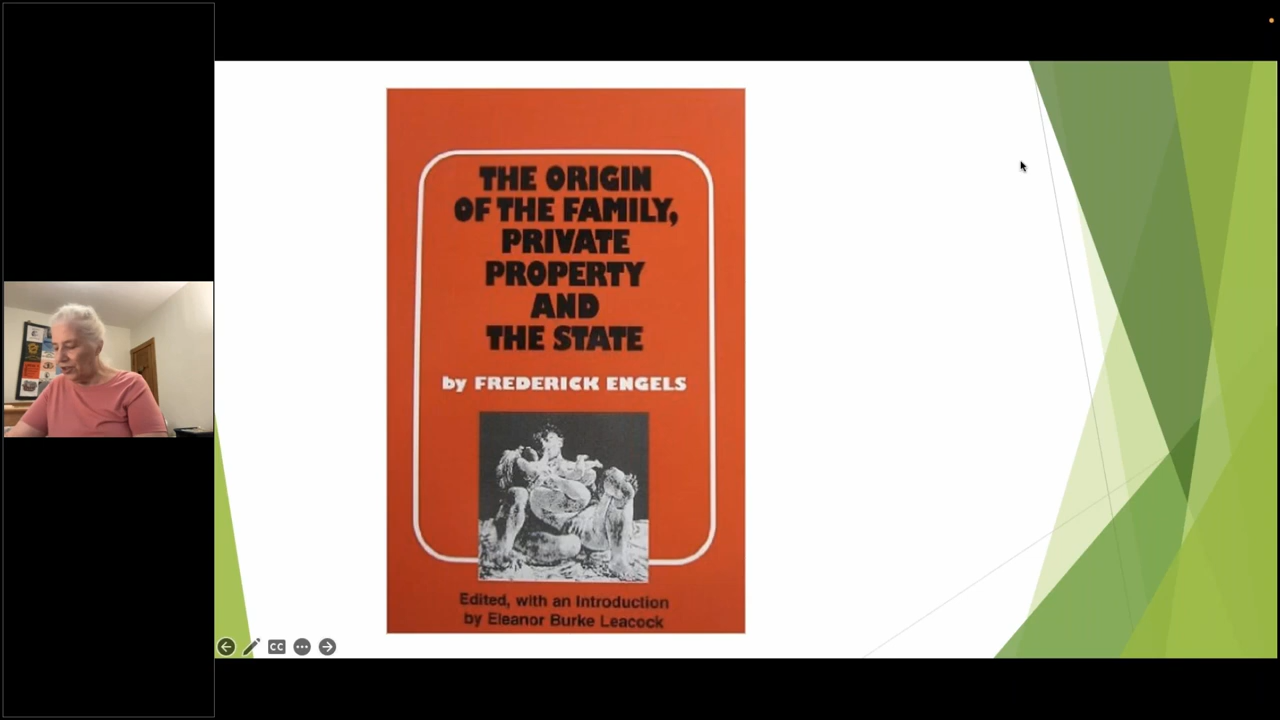 THE ORIGIN
OF THE FAMILY,
PRIVATE
PROPERTY
AND
THE STATE
by FREDERICK ENGELS
Edited, with an Introduction
by Eleanor Burke Leacock
CC